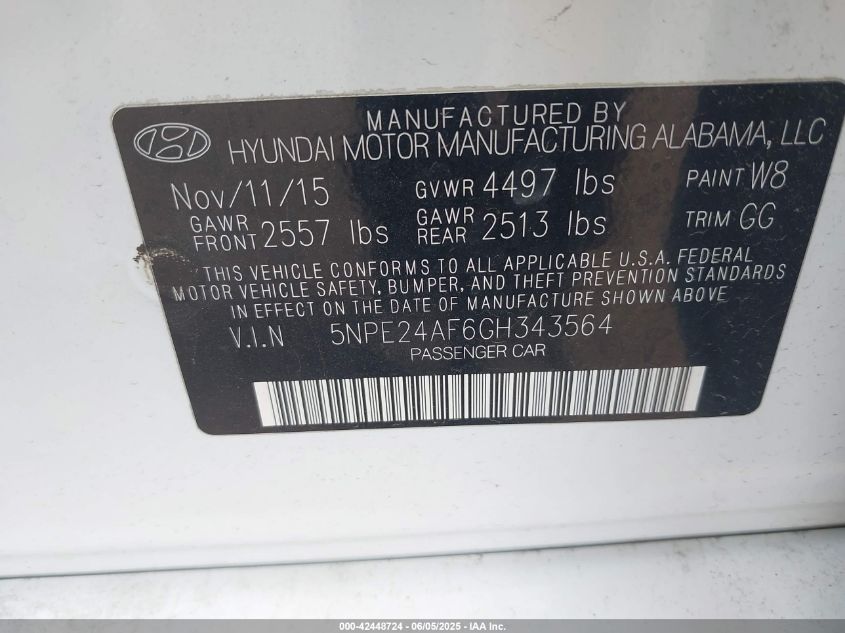 MANUFACTURED BY
HYUNDAI MOTOR MANUFACTURING ALABAMA, LLC
Nov/11/15 GVWR 4497 lbs PAINT W8
GAWR FRONT 2557 lbs GAWR REAR 2513 lbs TRIM GG
THIS VEHICLE CONFORMS TO ALL APPLICABLE U.S.A. FEDERAL
MOTOR VEHICLE SAFETY, BUMPER, AND THEFT PREVENTION STANDARDS
IN EFFECT ON THE DATE OF MANUFACTURE SHOWN ABOVE
V.I.N 5NPE24AF6GH343564
PASSENGER CAR
000-42448724 - 06/05/2025 - IAA Inc.